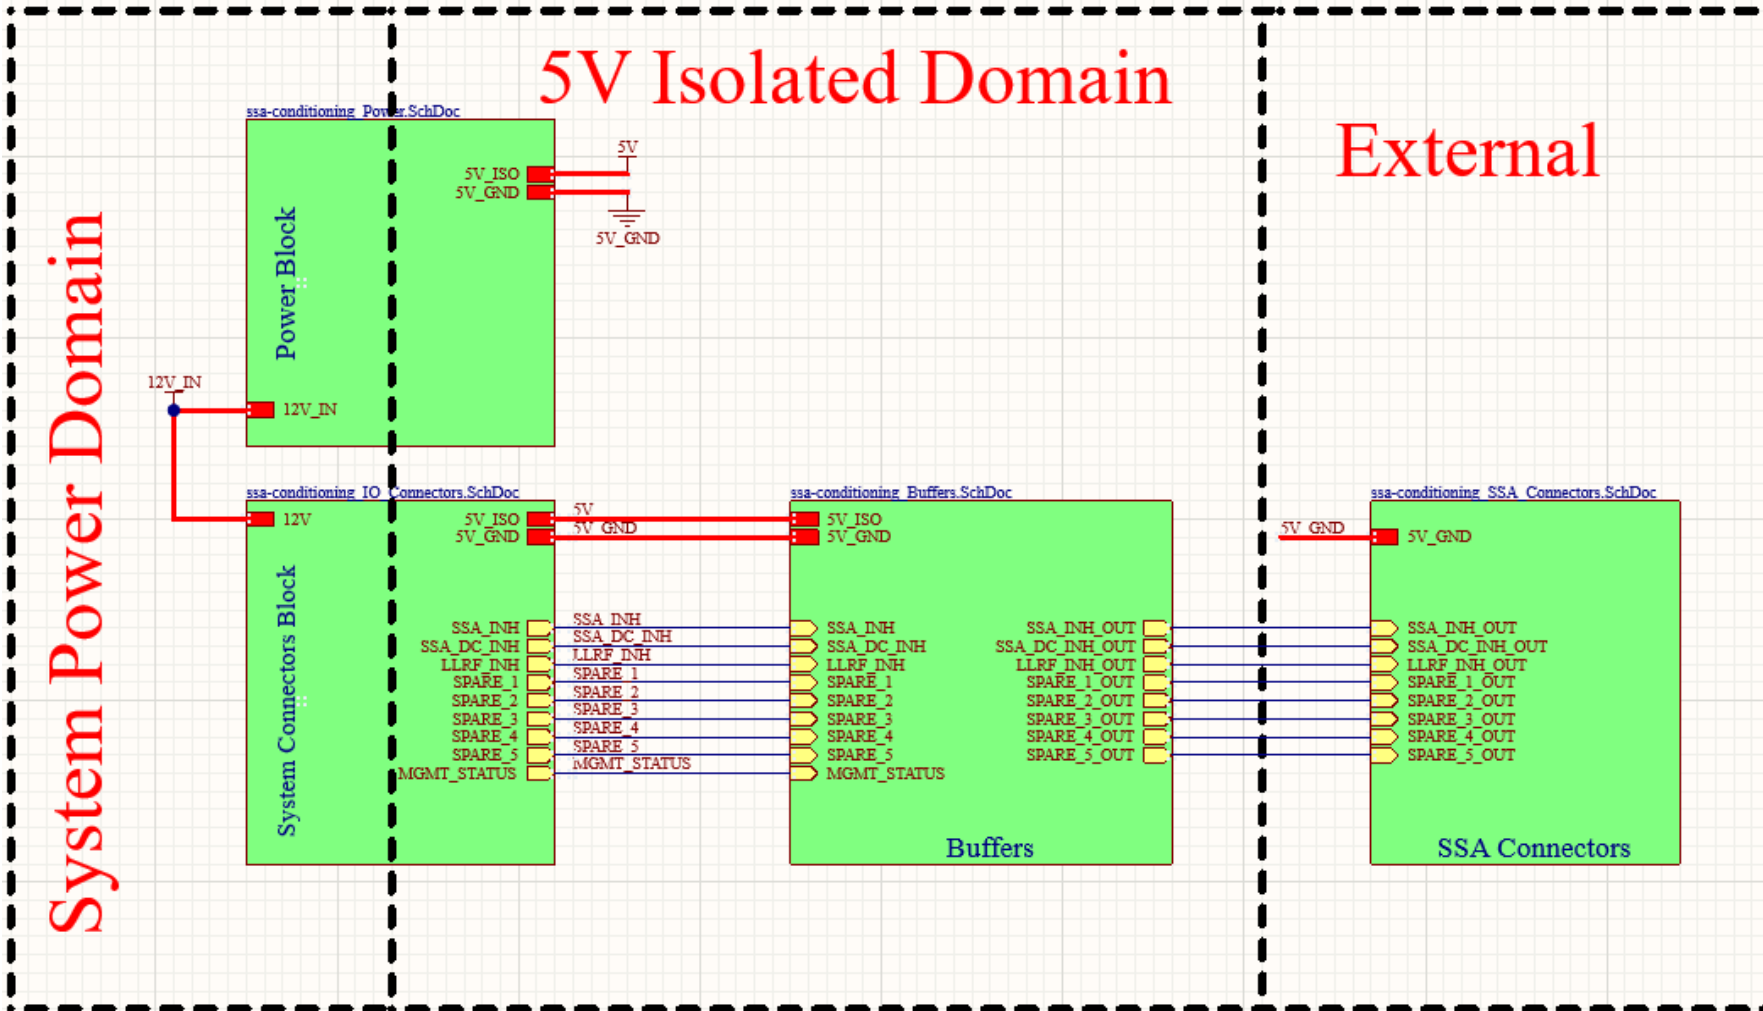 5V Isolated Domain
External
System Power Domain
ssa-conditioning_Power.SchDoc
Power Block
5V_ISO
5V_GND
12V_IN
5V
5V_GND
12V_IN
ssa-conditioning_IO_Connectors.SchDoc
System Connectors Block
12V
5V_ISO
5V_GND
SSA_INH
SSA_DC_INH
LLRF_INH
SPARE_1
SPARE_2
SPARE_3
SPARE_4
SPARE_5
MGMT_STATUS
5V
5V_GND
SSA_INH
SSA_DC_INH
LLRF_INH
SPARE_1
SPARE_2
SPARE_3
SPARE_4
SPARE_5
MGMT_STATUS
ssa-conditioning_Buffers.SchDoc
5V_ISO
5V_GND
SSA_INH
SSA_DC_INH
LLRF_INH
SPARE_1
SPARE_2
SPARE_3
SPARE_4
SPARE_5
MGMT_STATUS
SSA_INH_OUT
SSA_DC_INH_OUT
LLRF_INH_OUT
SPARE_1_OUT
SPARE_2_OUT
SPARE_3_OUT
SPARE_4_OUT
SPARE_5_OUT
Buffers
ssa-conditioning_SSA_Connectors.SchDoc
5V_GND
5V_GND
SSA_INH_OUT
SSA_DC_INH_OUT
LLRF_INH_OUT
SPARE_1_OUT
SPARE_2_OUT
SPARE_3_OUT
SPARE_4_OUT
SPARE_5_OUT
SSA Connectors